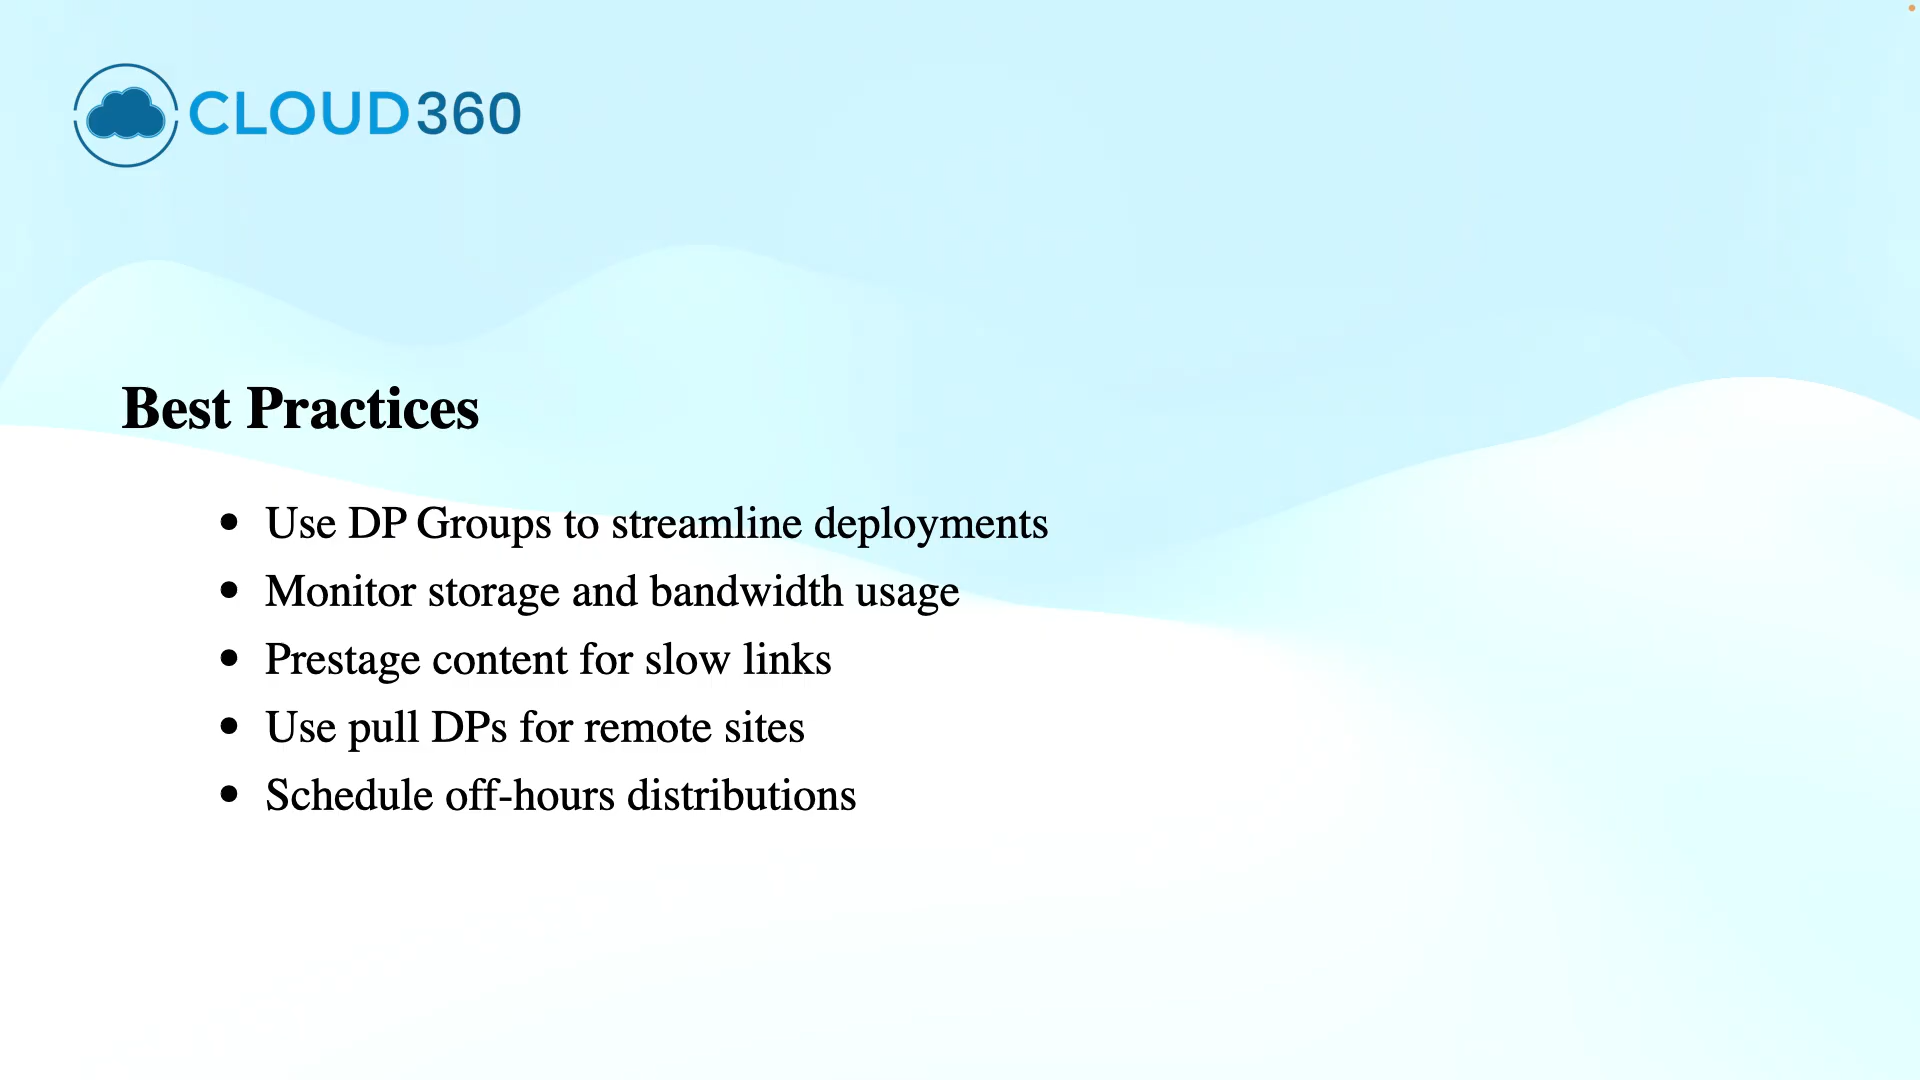 CLOUD360
Best Practices
• Use DP Groups to streamline deployments
• Monitor storage and bandwidth usage
• Prestage content for slow links
• Use pull DPs for remote sites
• Schedule off-hours distributions